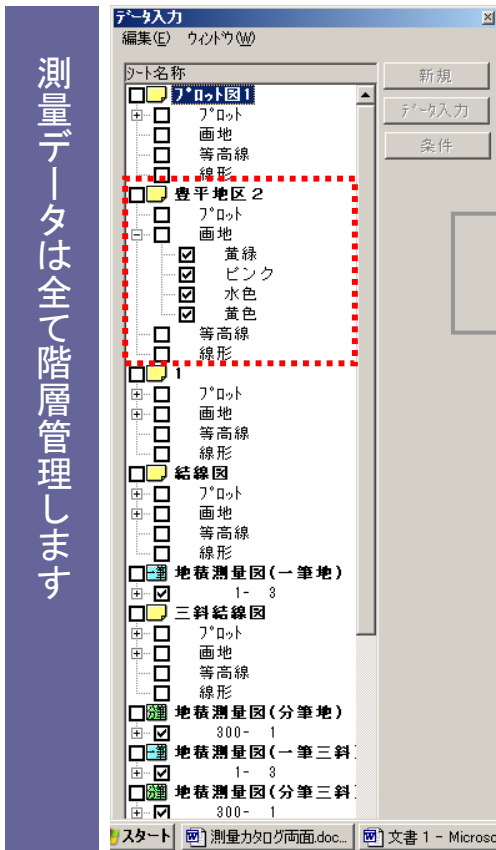 測量データは全て階層管理します
ﾃﾞｰﾀ入力
編集(E) ｳｨﾝﾄﾞｳ(W)
ｼｰﾄ名称
新規
ﾃﾞｰﾀ入力
条件
ﾌﾟﾛｯﾄ図1
ﾌﾟﾛｯﾄ
画地
等高線
線形
豊平地区2
ﾌﾟﾛｯﾄ
画地
黄緑
ピンク
水色
黄色
等高線
線形
1
ﾌﾟﾛｯﾄ
画地
等高線
線形
結線図
ﾌﾟﾛｯﾄ
画地
等高線
線形
一筆 地積測量図(一筆地)
1- 3
三斜結線図
ﾌﾟﾛｯﾄ
画地
等高線
線形
分筆 地積測量図(分筆地)
300- 1
一筆 地積測量図(一筆三斜)
1- 3
分筆 地積測量図(分筆三斜)
300- 1
スタート 測量カタログ両面.doc... 文書 1 - Microsc